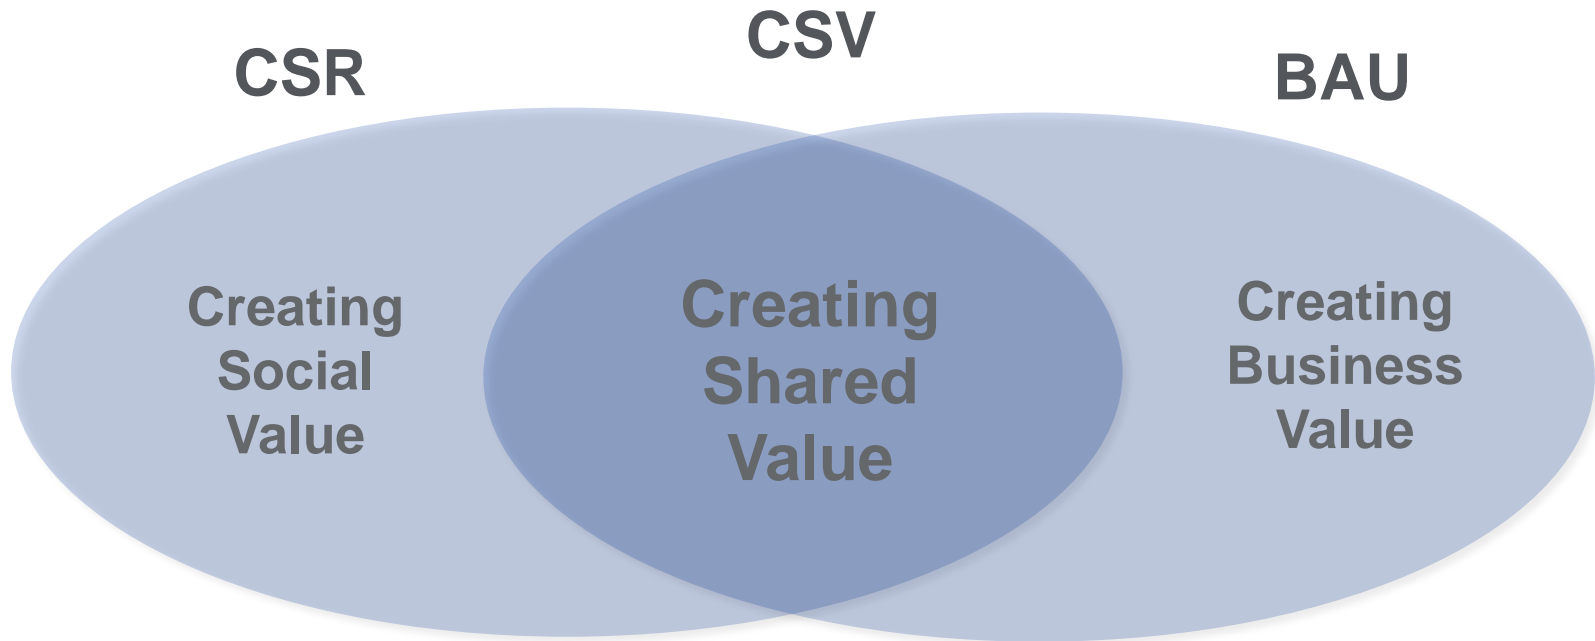 CSR
CSV
BAU
Creating
Social
Value
Creating
Shared
Value
Creating
Business
Value